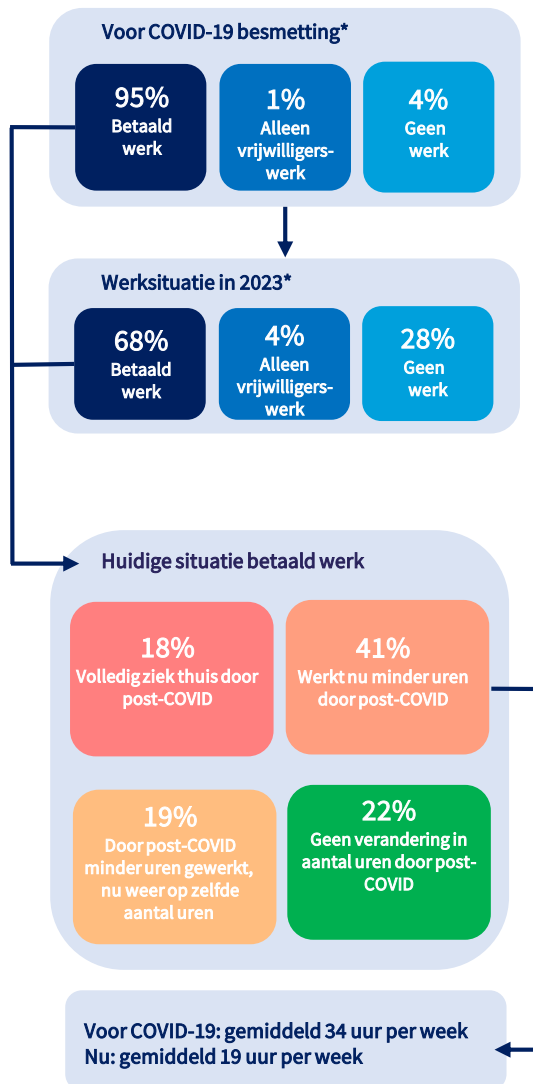 Voor COVID-19 besmetting*
95%
Betaald
werk
1%
Alleen
vrijwilligers-
werk
4%
Geen
werk
Werksituatie in 2023*
68%
Betaald
werk
4%
Alleen
vrijwilligers-
werk
28%
Geen
werk
Huidige situatie betaald werk
18%
Volledig ziek thuis door
post-COVID
41%
Werkt nu minder uren
door post-COVID
19%
Door post-COVID
minder uren gewerkt,
nu weer op zelfde
aantal uren
22%
Geen verandering in
aantal uren door post-
COVID
Voor COVID-19: gemiddeld 34 uur per week
Nu: gemiddeld 19 uur per week